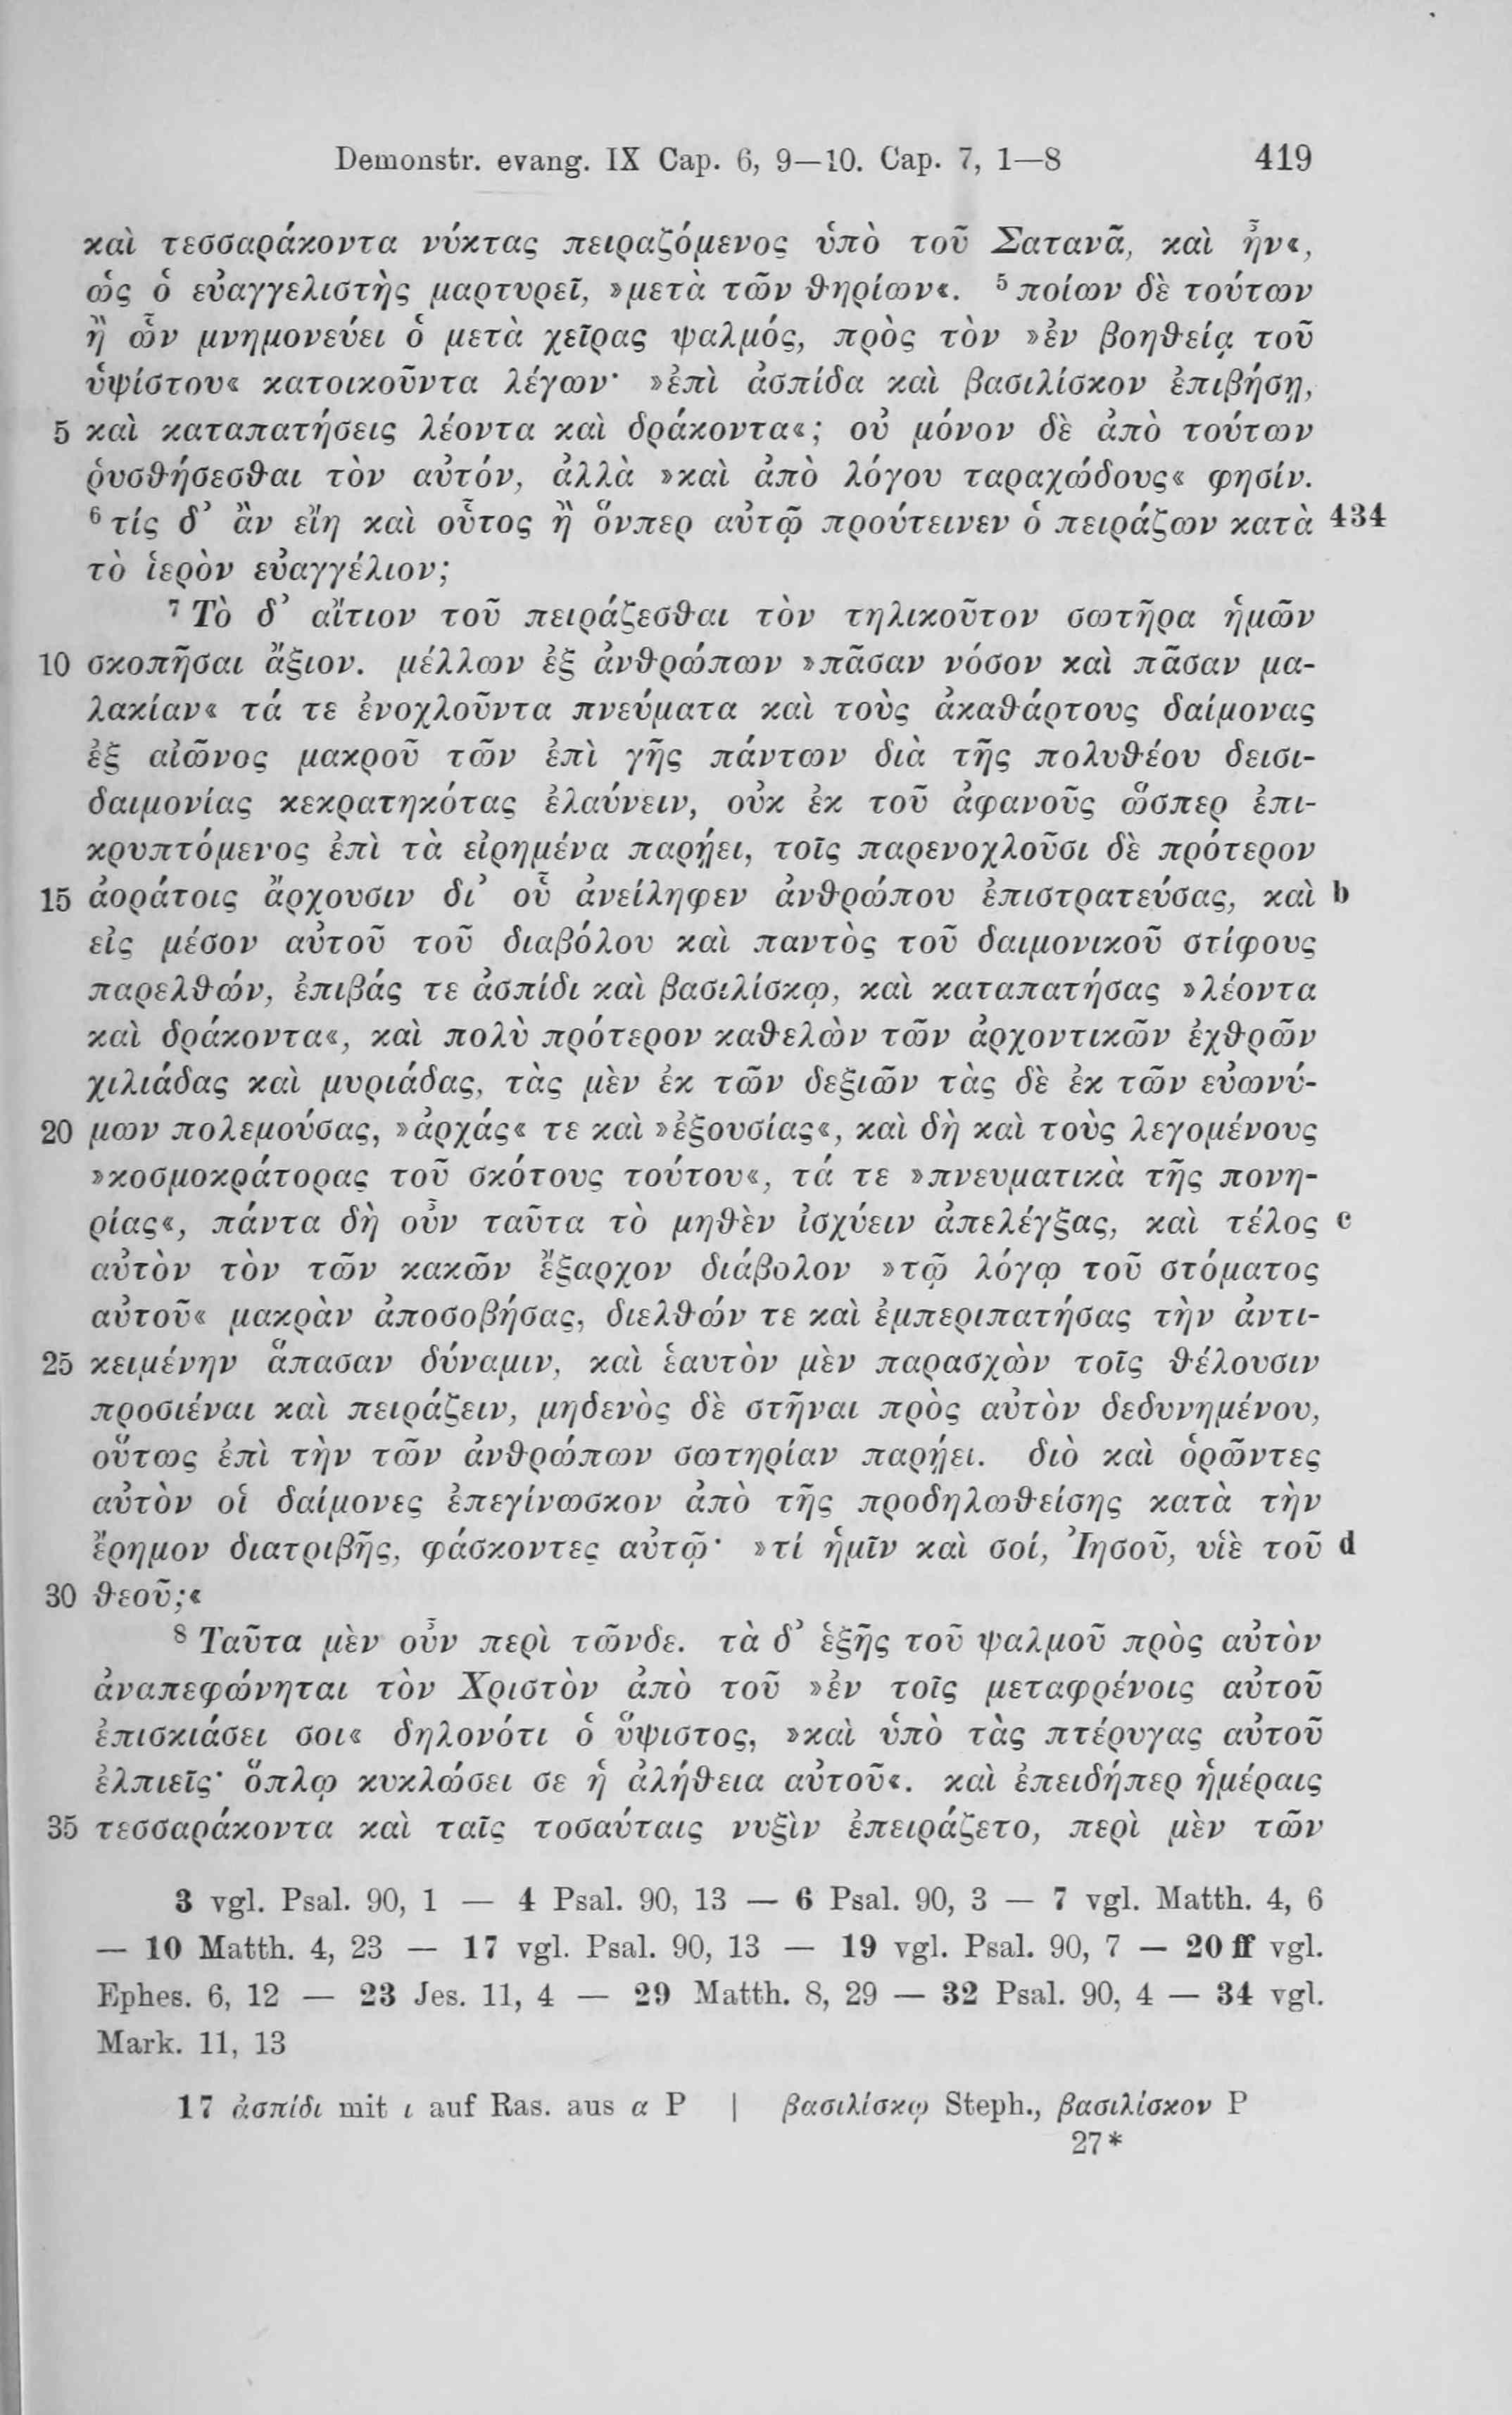 Demonstr. evang. IX Cap. 6, 9—10. Cap. 7, 1—8 419
καὶ τεσσαράκοντα νύκτας πειραζόμενος ὑπὸ τοῦ Σατανᾶ, καὶ ἦν«,
ὡς ὁ εὐαγγελιστὴς μαρτυρεῖ, »μετὰ τῶν θηρίων«. ⁵ ποίων δὲ τούτων
ἢ ὧν μνημονεύει ὁ μετὰ χεῖρας ψαλμός, πρὸς τὸν »ἐν βοηθείᾳ τοῦ
ὑψίστου« κατοικοῦντα λέγων· »ἐπὶ ἀσπίδα καὶ βασιλίσκον ἐπιβήσῃ,
5 καὶ καταπατήσεις λέοντα καὶ δράκοντα«; οὐ μόνον δὲ ἀπὸ τούτων
ῥυσθήσεσθαι τὸν αὐτόν, ἀλλὰ »καὶ ἀπὸ λόγου ταραχώδους« φησίν.
⁶ τίς δ’ ἂν εἴη καὶ οὗτος ἢ ὅνπερ αὐτῷ προύτεινεν ὁ πειράζων κατὰ 434
τὸ ἱερὸν εὐαγγέλιον;
⁷ Τὸ δ’ αἴτιον τοῦ πειράζεσθαι τὸν τηλικοῦτον σωτῆρα ἡμῶν
10 σκοπῆσαι ἄξιον. μέλλων ἐξ ἀνθρώπων »πᾶσαν νόσον καὶ πᾶσαν μα-
λακίαν« τά τε ἐνοχλοῦντα πνεύματα καὶ τοὺς ἀκαθάρτους δαίμονας
ἐξ αἰῶνος μακροῦ τῶν ἐπὶ γῆς πάντων διὰ τῆς πολυθέου δεισι-
δαιμονίας κεκρατηκότας ἐλαύνειν, οὐκ ἐκ τοῦ ἀφανοῦς ὥσπερ ἐπι-
κρυπτόμενος ἐπὶ τὰ εἰρημένα παρῄει, τοῖς παρενοχλοῦσι δὲ πρότερον
15 ἀοράτοις ἄρχουσιν δι’ οὗ ἀνείληφεν ἀνθρώπου ἐπιστρατεύσας, καὶ b
εἰς μέσον αὐτοῦ τοῦ διαβόλου καὶ παντὸς τοῦ δαιμονικοῦ στίφους
παρελθών, ἐπιβάς τε ἀσπίδι καὶ βασιλίσκῳ, καὶ καταπατήσας »λέοντα
καὶ δράκοντα«, καὶ πολὺ πρότερον καθελὼν τῶν ἀρχοντικῶν ἐχθρῶν
χιλιάδας καὶ μυριάδας, τὰς μὲν ἐκ τῶν δεξιῶν τὰς δὲ ἐκ τῶν εὐωνύ-
20 μων πολεμούσας, »ἀρχάς« τε καὶ »ἐξουσίας«, καὶ δὴ καὶ τοὺς λεγομένους
»κοσμοκράτορας τοῦ σκότους τούτου«, τά τε »πνευματικὰ τῆς πονη-
ρίας«, πάντα δὴ οὖν ταῦτα τὸ μηθὲν ἰσχύειν ἀπελέγξας, καὶ τέλος c
αὐτὸν τὸν τῶν κακῶν ἔξαρχον διάβολον »τῷ λόγῳ τοῦ στόματος
αὐτοῦ« μακρὰν ἀποσοβήσας, διελθών τε καὶ ἐμπεριπατήσας τὴν ἀντι-
25 κειμένην ἅπασαν δύναμιν, καὶ ἑαυτὸν μὲν παρασχὼν τοῖς θέλουσιν
προσιέναι καὶ πειράζειν, μηδενὸς δὲ στῆναι πρὸς αὐτὸν δεδυνημένου,
οὕτως ἐπὶ τὴν τῶν ἀνθρώπων σωτηρίαν παρῄει. διὸ καὶ ὁρῶντες
αὐτὸν οἱ δαίμονες ἐπεγίνωσκον ἀπὸ τῆς προδηλωθείσης κατὰ τὴν
ἔρημον διατριβῆς, φάσκοντες αὐτῷ· »τί ἡμῖν καὶ σοί, Ἰησοῦ, υἱὲ τοῦ d
30 θεοῦ;«
⁸ Ταῦτα μὲν οὖν περὶ τῶνδε. τὰ δ’ ἑξῆς τοῦ ψαλμοῦ πρὸς αὐτὸν
ἀναπεφώνηται τὸν Χριστὸν ἀπὸ τοῦ »ἐν τοῖς μεταφρένοις αὐτοῦ
ἐπισκιάσει σοι« δηλονότι ὁ ὕψιστος, »καὶ ὑπὸ τὰς πτέρυγας αὐτοῦ
ἐλπιεῖς· ὅπλῳ κυκλώσει σε ἡ ἀλήθεια αὐτοῦ«. καὶ ἐπειδήπερ ἡμέραις
35 τεσσαράκοντα καὶ ταῖς τοσαύταις νυξὶν ἐπειράζετο, περὶ μὲν τῶν
3 vgl. Psal. 90, 1 — 4 Psal. 90, 13 — 6 Psal. 90, 3 — 7 vgl. Matth. 4, 6
— 10 Matth. 4, 23 — 17 vgl. Psal. 90, 13 — 19 vgl. Psal. 90, 7 — 20 ff vgl.
Ephes. 6, 12 — 23 Jes. 11, 4 — 29 Matth. 8, 29 — 32 Psal. 90, 4 — 34 vgl.
Mark. 11, 13
17 ἀσπίδι mit ι auf Ras. aus α P | βασιλίσκῳ Steph., βασιλίσκον P
27*